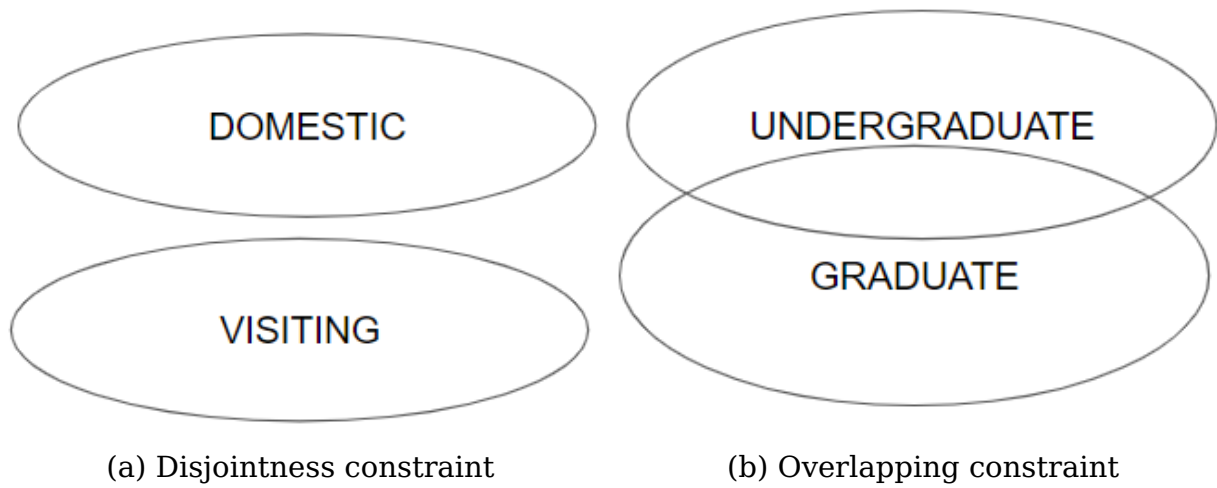 DOMESTIC
VISITING
(a) Disjointness constraint
UNDERGRADUATE
GRADUATE
(b) Overlapping constraint